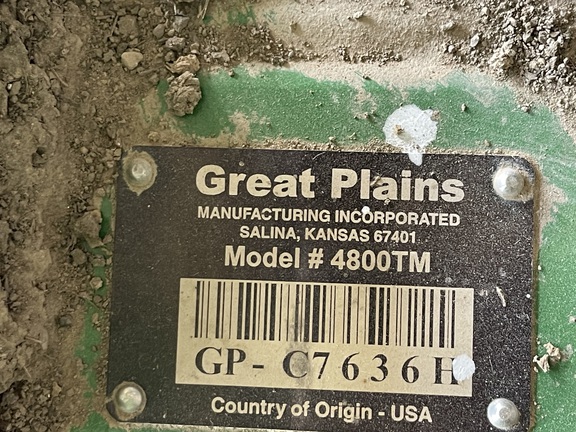 Great Plains
MANUFACTURING INCORPORATED
SALINA, KANSAS 67401
Model # 4800TM
GP- C7636H
Country of Origin - USA